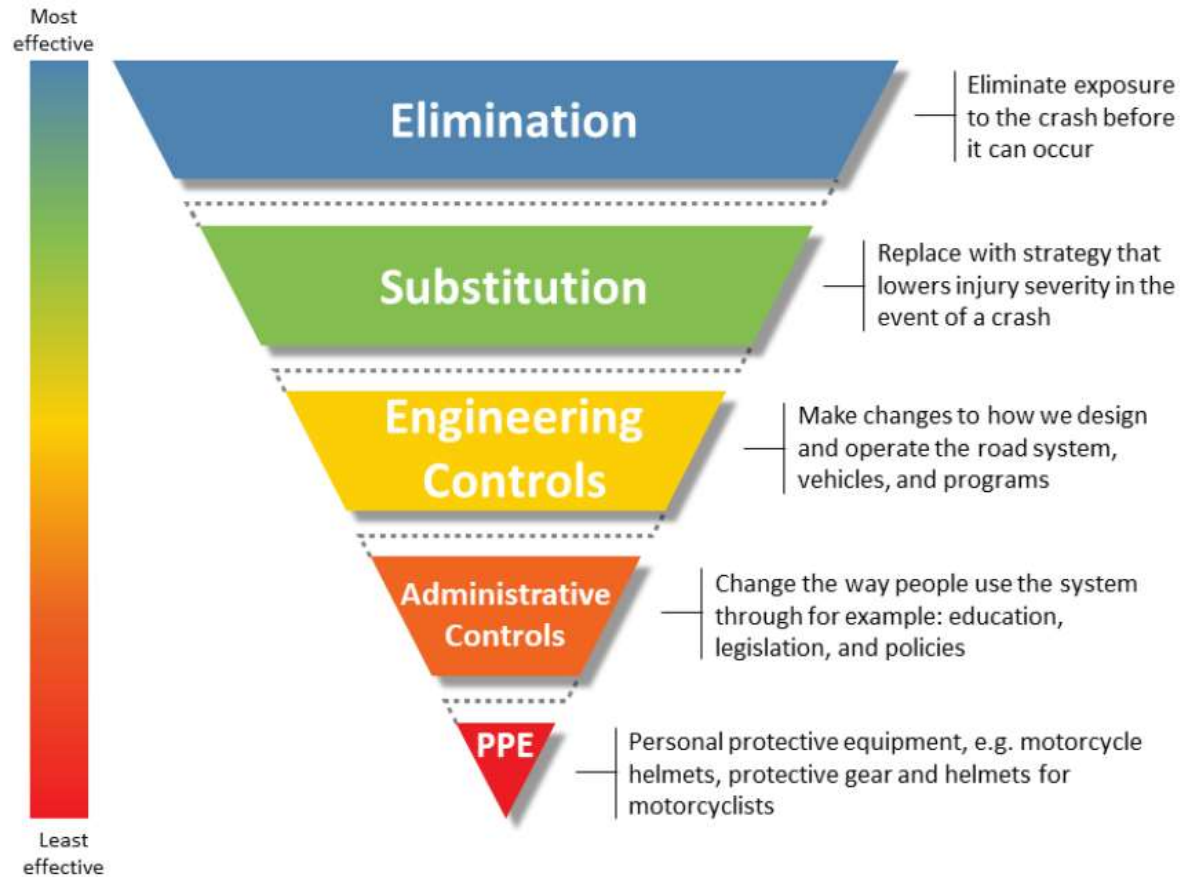 Most
effective
Elimination
Eliminate exposure
to the crash before
it can occur
Substitution
Replace with strategy that
lowers injury severity in the
event of a crash
Engineering
Controls
Make changes to how we design
and operate the road system,
vehicles, and programs
Administrative
Controls
Change the way people use the system
through for example: education,
legislation, and policies
PPE
Personal protective equipment, e.g. motorcycle
helmets, protective gear and helmets for
motorcyclists
Least
effective